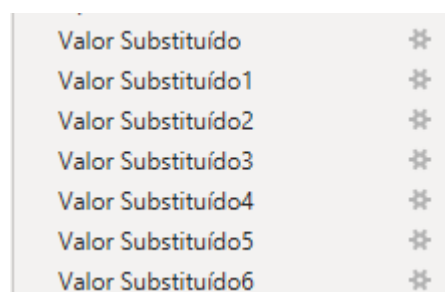 Valor Substituído
Valor Substituído1
Valor Substituído2
Valor Substituído3
Valor Substituído4
Valor Substituído5
Valor Substituído6